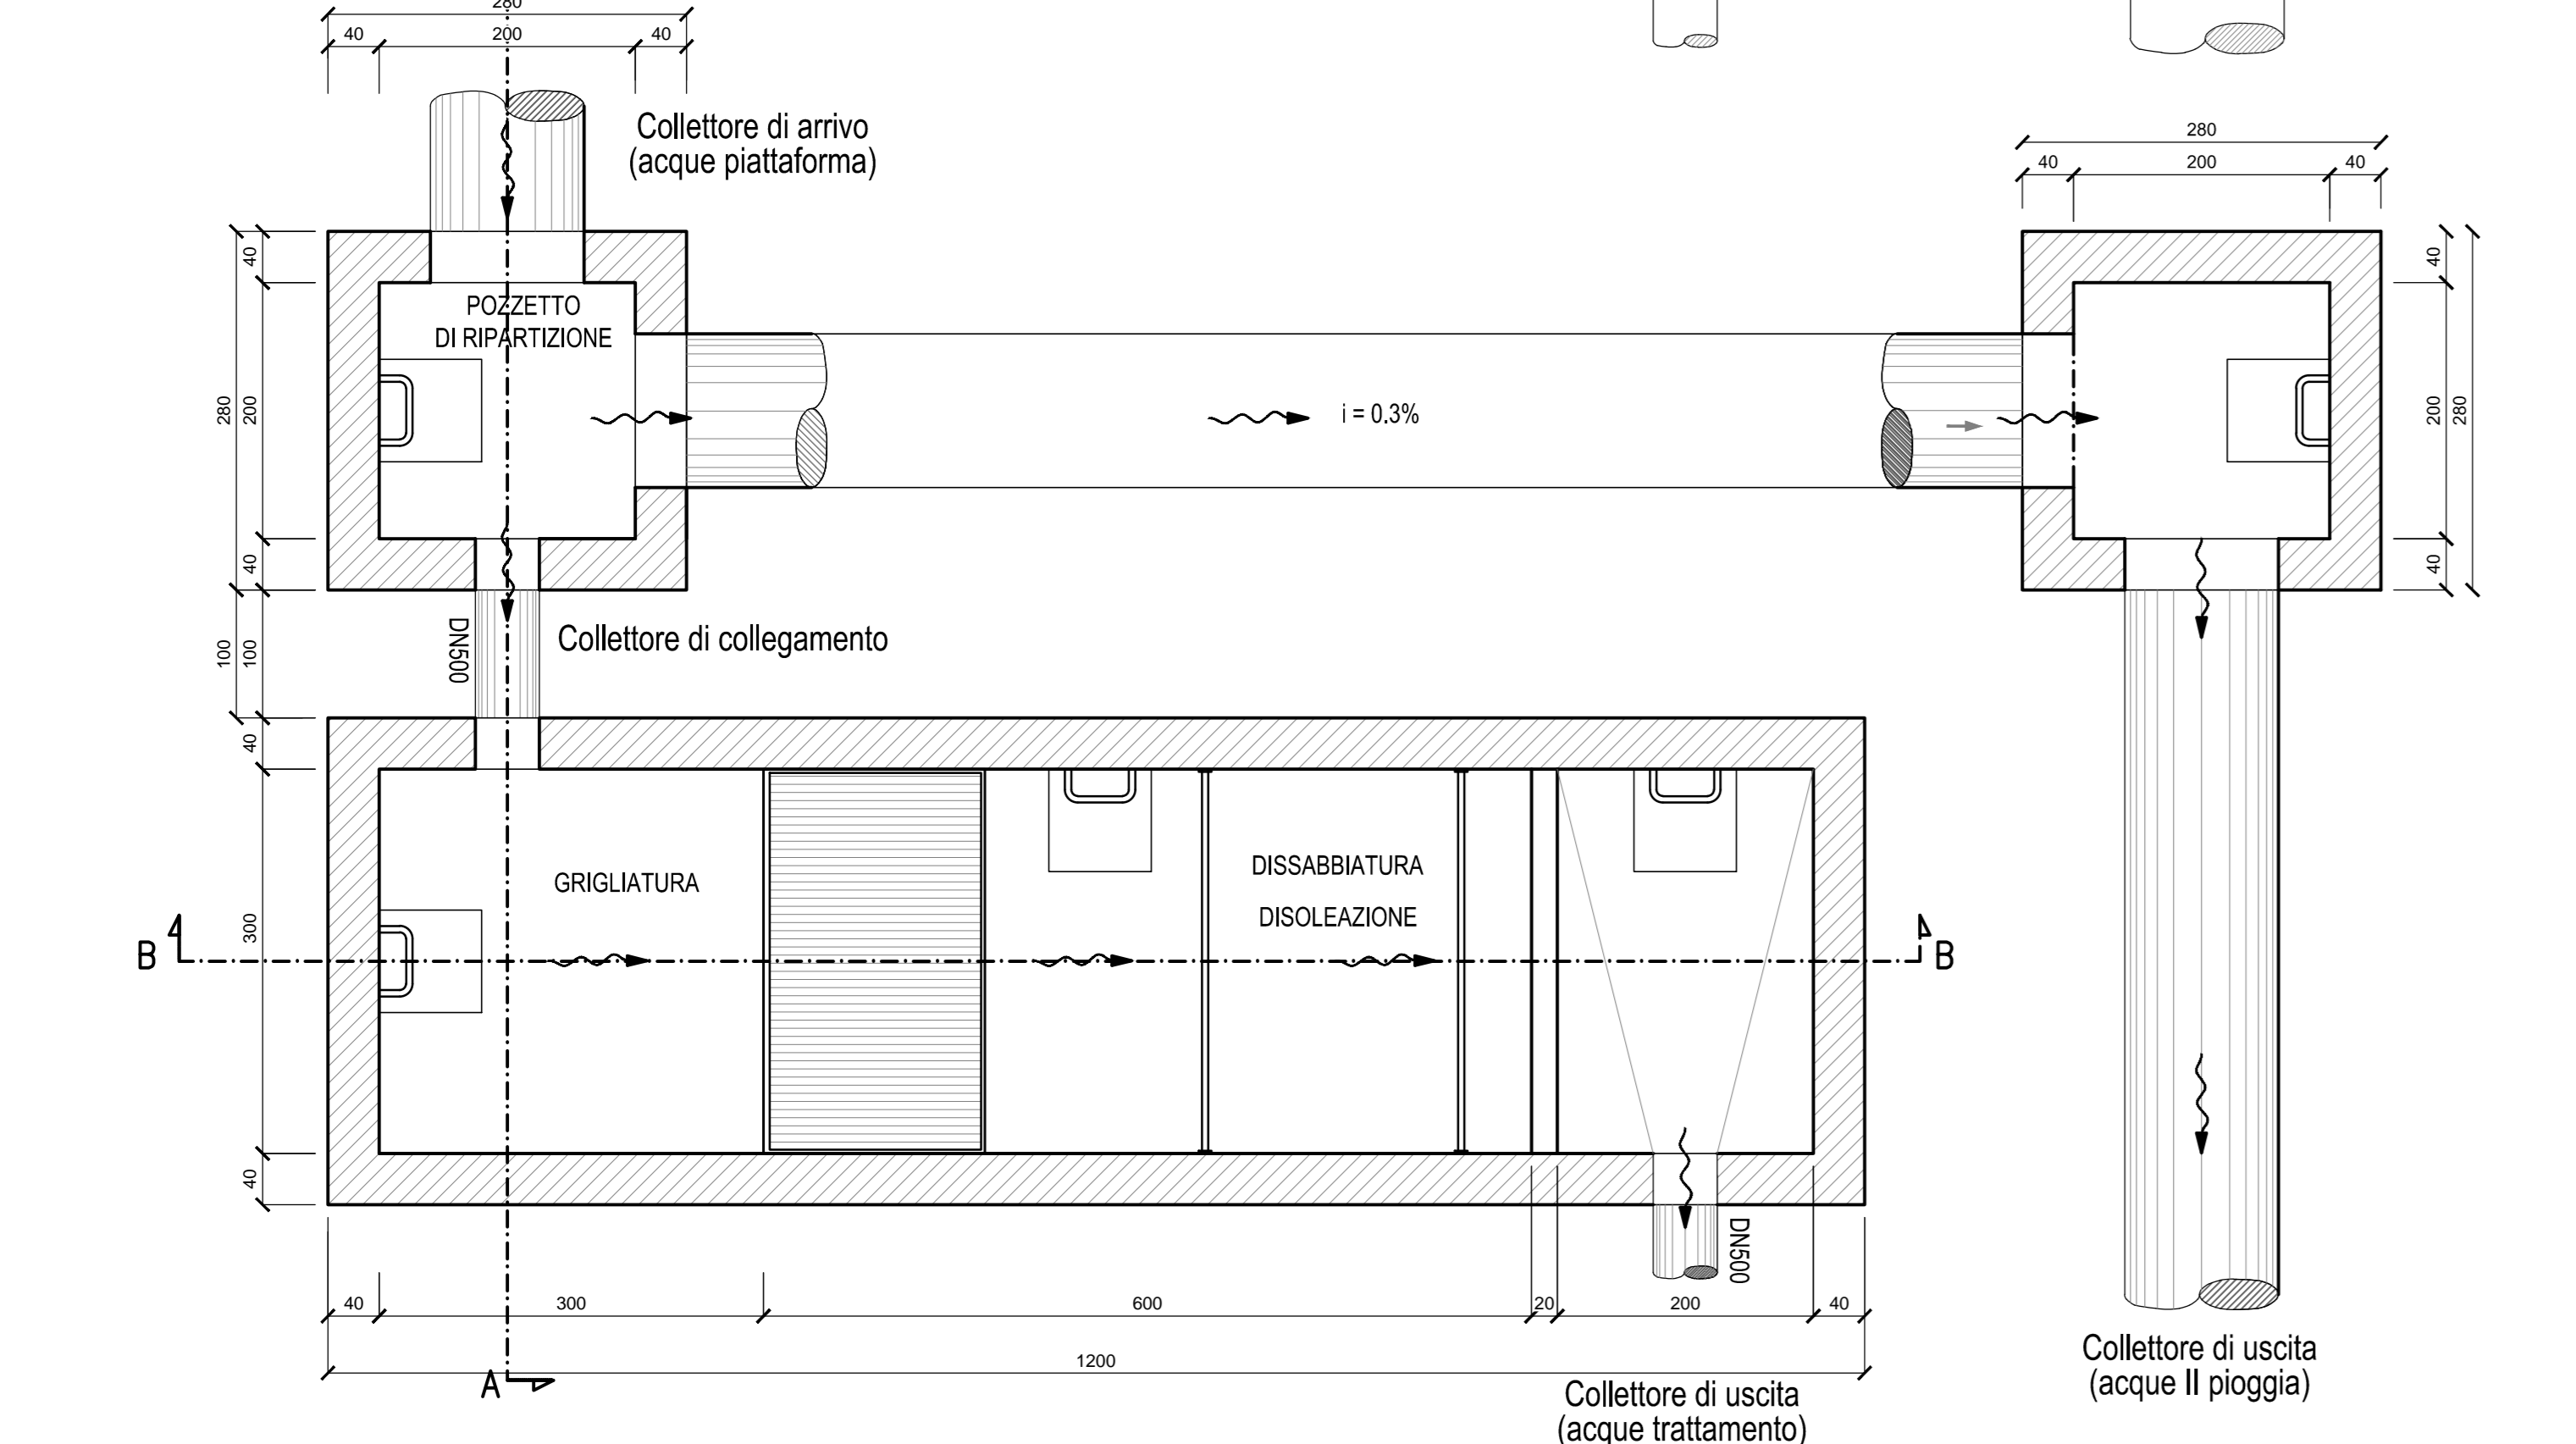 280
40 200 40
Collettore di arrivo
(acque piattaforma)
280
40 200 40
POZZETTO
DI RIPARTIZIONE
40
200
280
40
i = 0.3%
40
200
280
40
DN500
Collettore di collegamento
100
100
40
GRIGLIATURA
DISSABBIATURA
DISOLEAZIONE
300
B
B
40
DN500
40 300 600 20 200 40
1200
A
Collettore di uscita
(acque trattamento)
Collettore di uscita
(acque II pioggia)